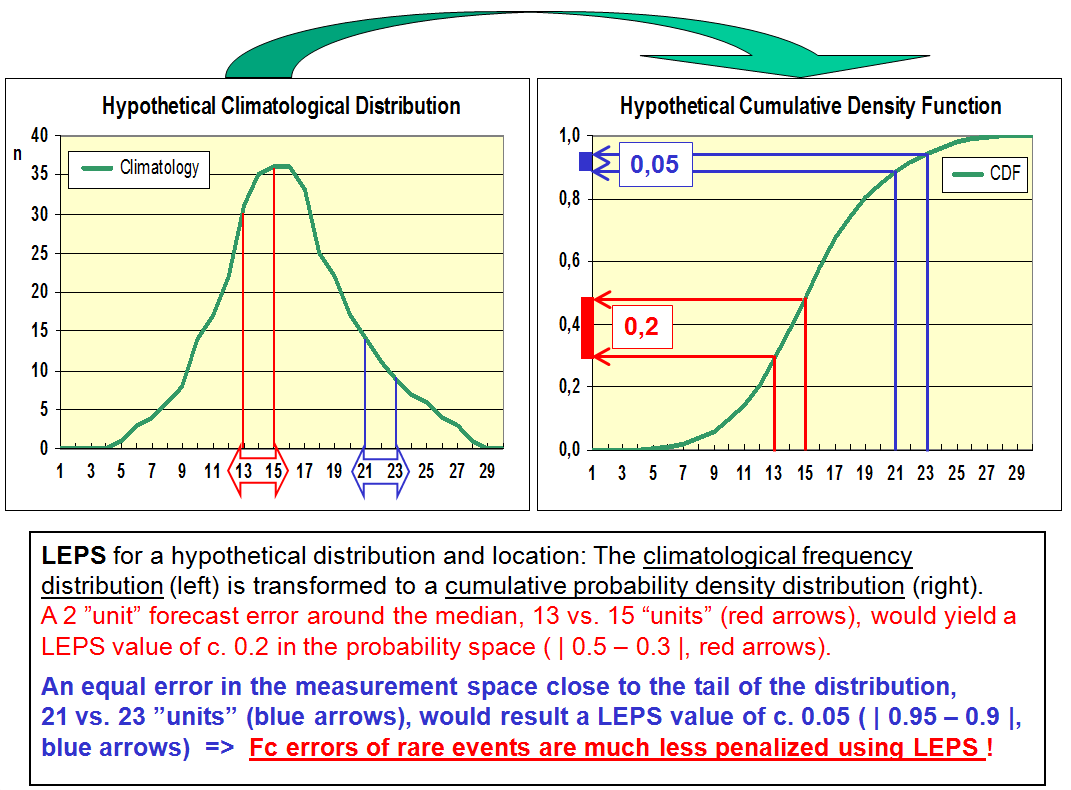 Hypothetical Climatological Distribution
n
40
35
30
25
20
15
10
5
0
Climatology
1 3 5 7 9 11 13 15 17 19 21 23 25 27 29
Hypothetical Cumulative Density Function
1,0
0,8
0,6
0,4
0,2
0,0
0,05
0,2
CDF
1 3 5 7 9 11 13 15 17 19 21 23 25 27 29
LEPS for a hypothetical distribution and location: The climatological frequency
distribution (left) is transformed to a cumulative probability density distribution (right).
A 2 ”unit” forecast error around the median, 13 vs. 15 “units” (red arrows), would yield a
LEPS value of c. 0.2 in the probability space ( | 0.5 – 0.3 |, red arrows).
An equal error in the measurement space close to the tail of the distribution,
21 vs. 23 ”units” (blue arrows), would result a LEPS value of c. 0.05 ( | 0.95 – 0.9 |,
blue arrows) => Fc errors of rare events are much less penalized using LEPS !